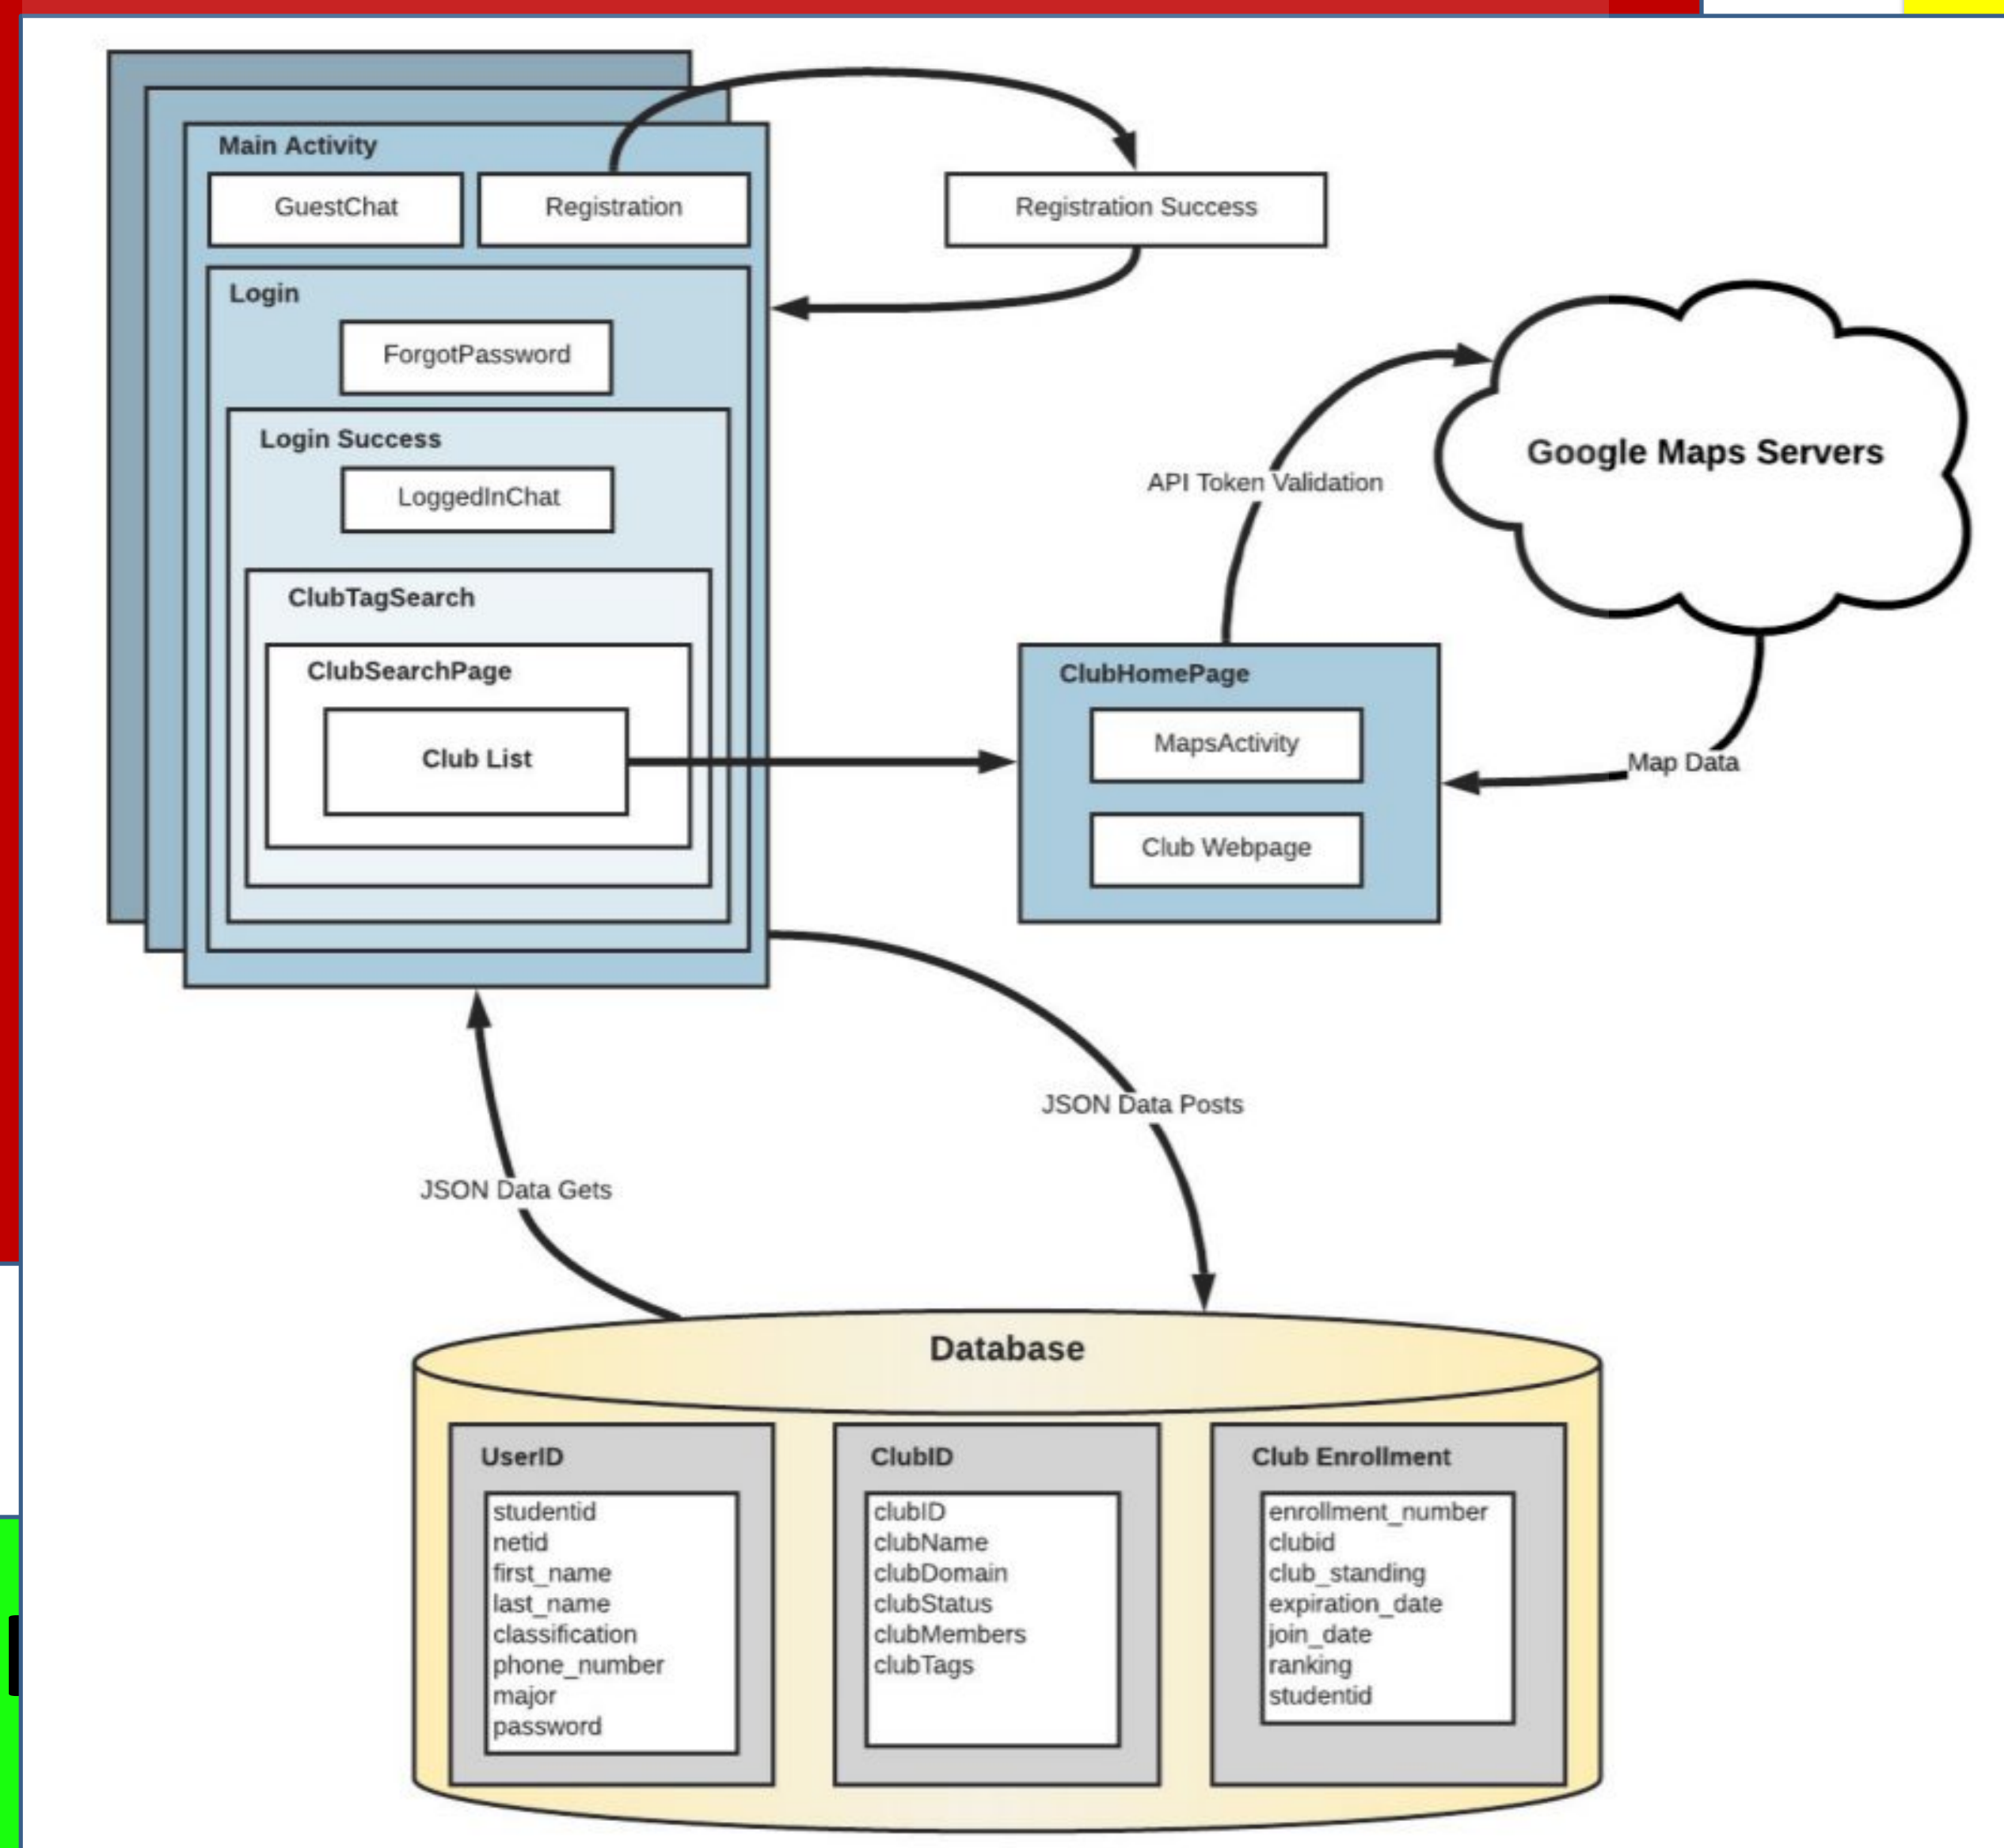 Main Activity
GuestChat
Registration
Registration Success
Login
ForgotPassword
Login Success
LoggedInChat
ClubTagSearch
ClubSearchPage
Club List
API Token Validation
Google Maps Servers
ClubHomePage
MapsActivity
Club Webpage
Map Data
JSON Data Posts
JSON Data Gets
Database
UserID
studentid
netid
first_name
last_name
classification
phone_number
major
password
ClubID
clubID
clubName
clubDomain
clubStatus
clubMembers
clubTags
Club Enrollment
enrollment_number
clubid
club_standing
expiration_date
join_date
ranking
studentid